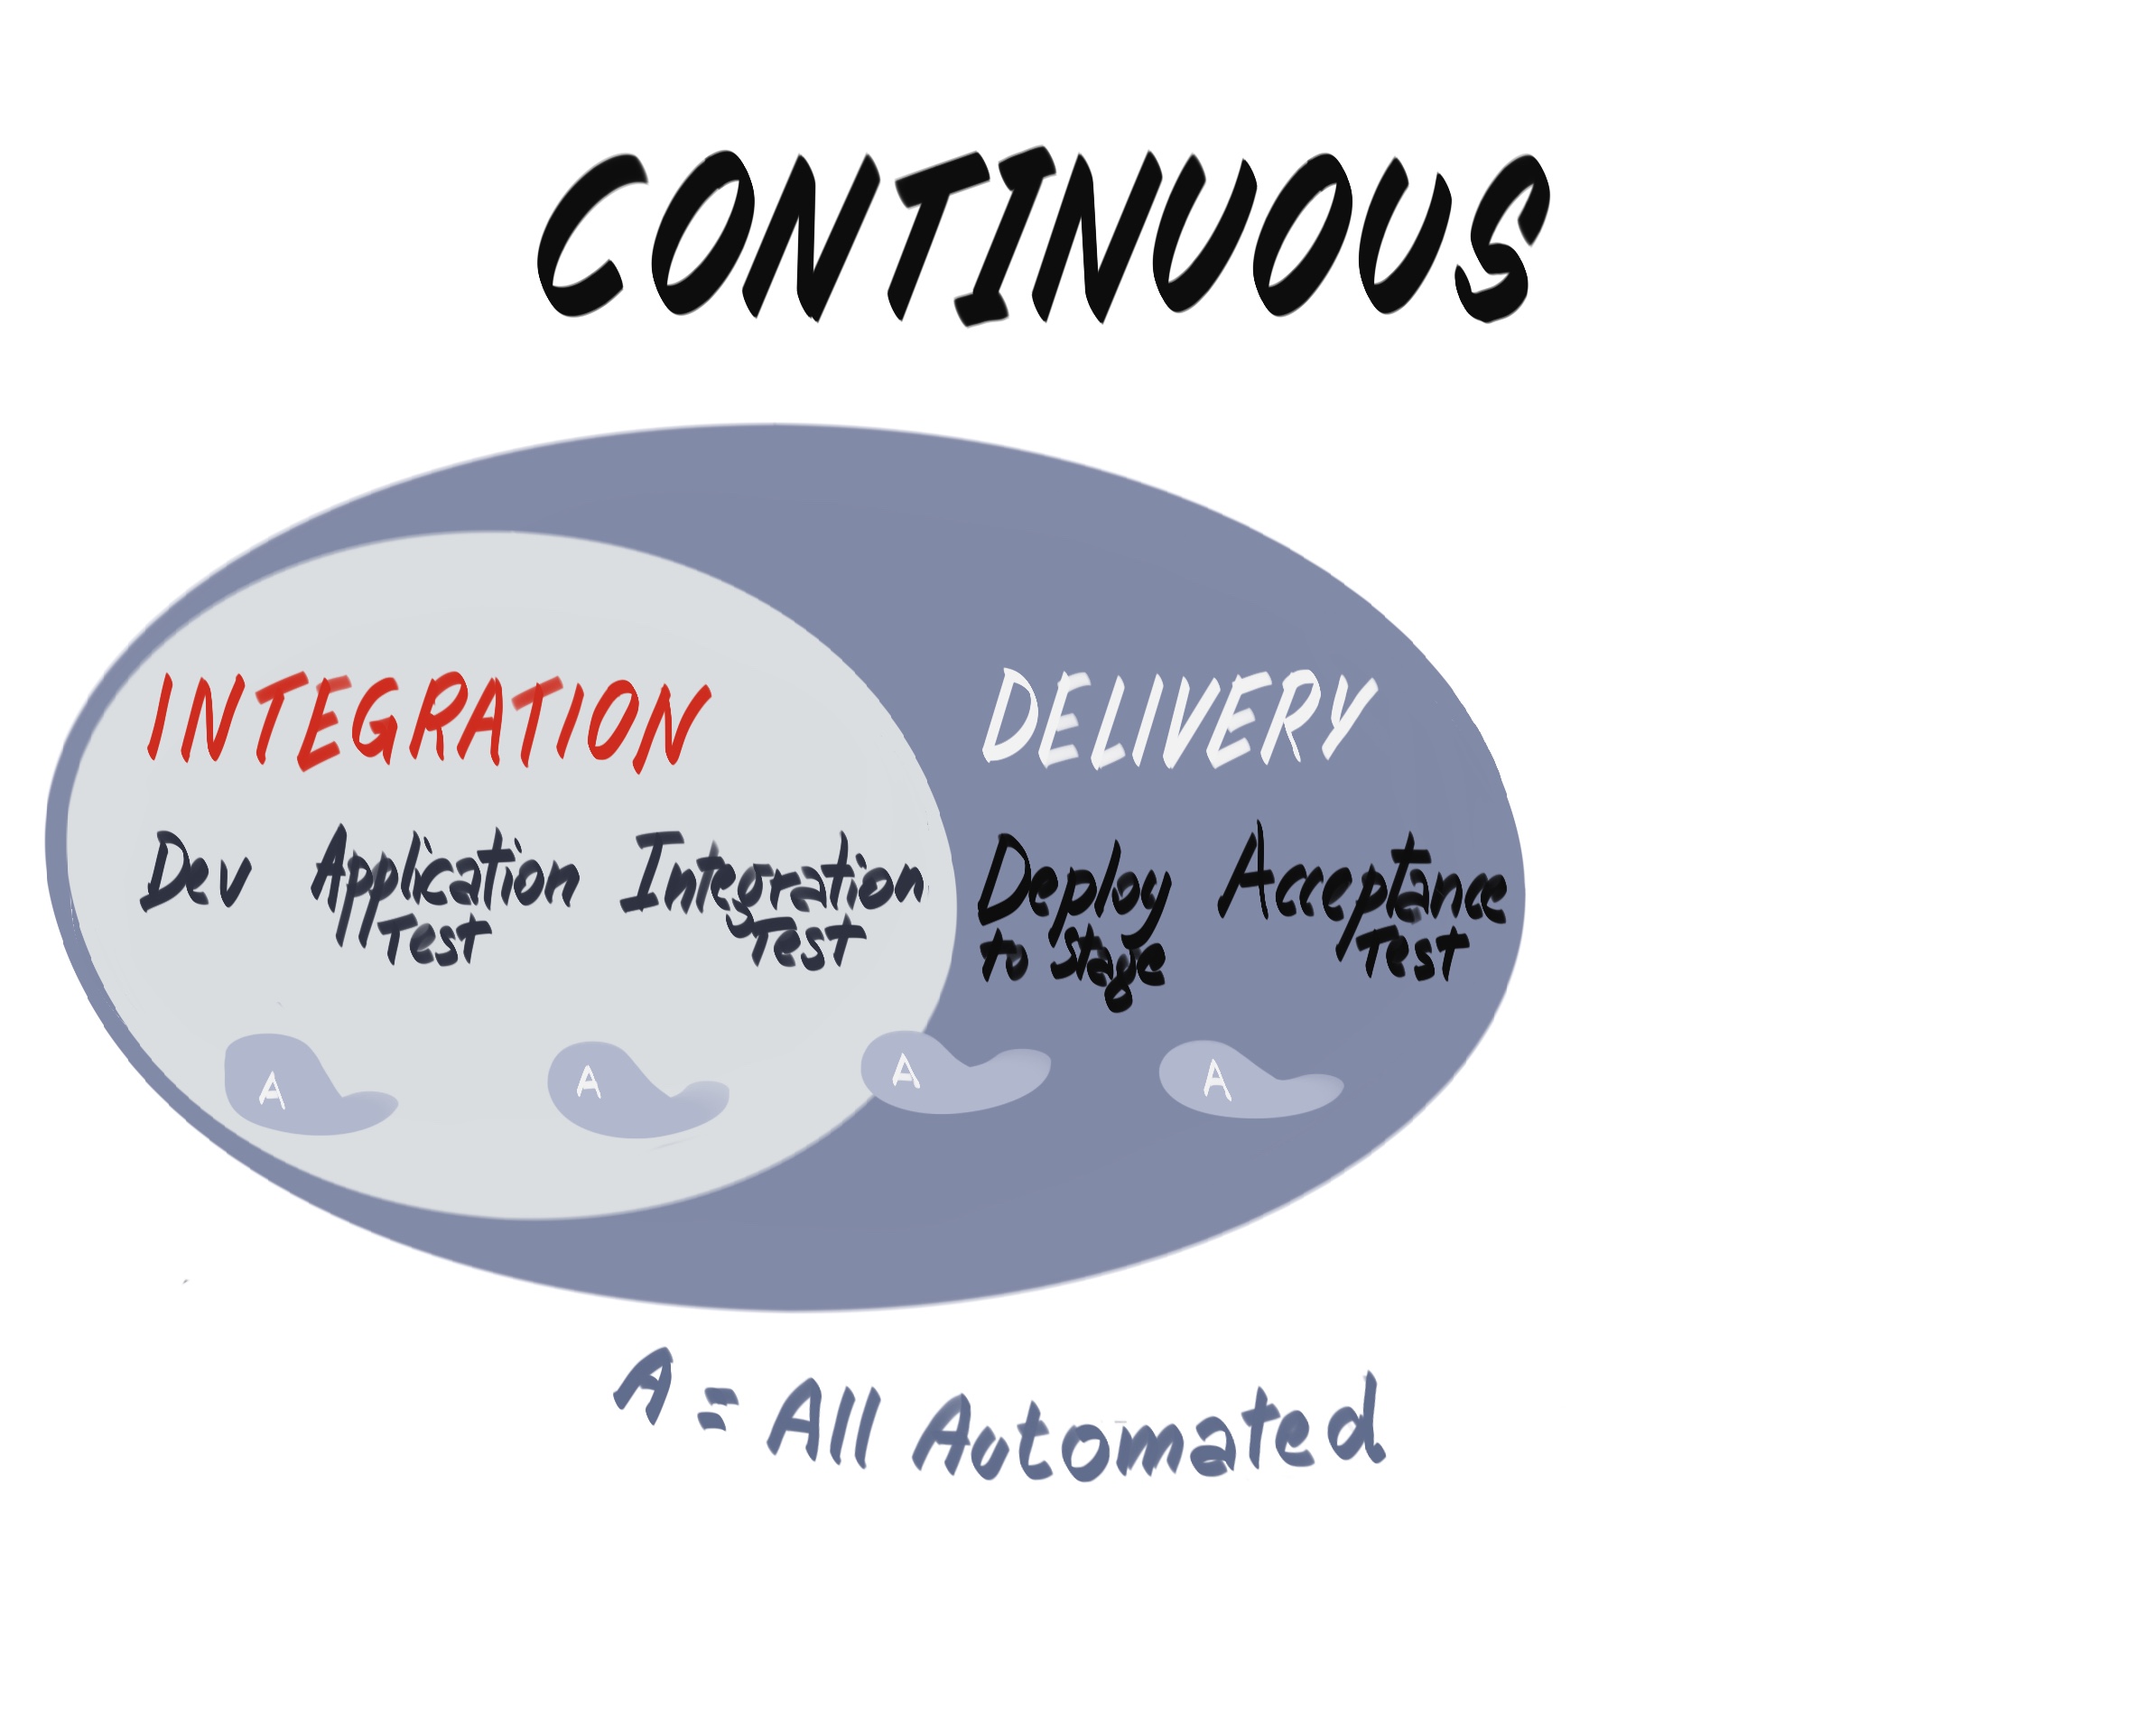 CONTINUOUS
INTEGRATION
DELIVERY
Dev
Application
Test
Integration
Test
Deploy
to stage
Acceptance
Test
A
A
A
A
A = All Automated